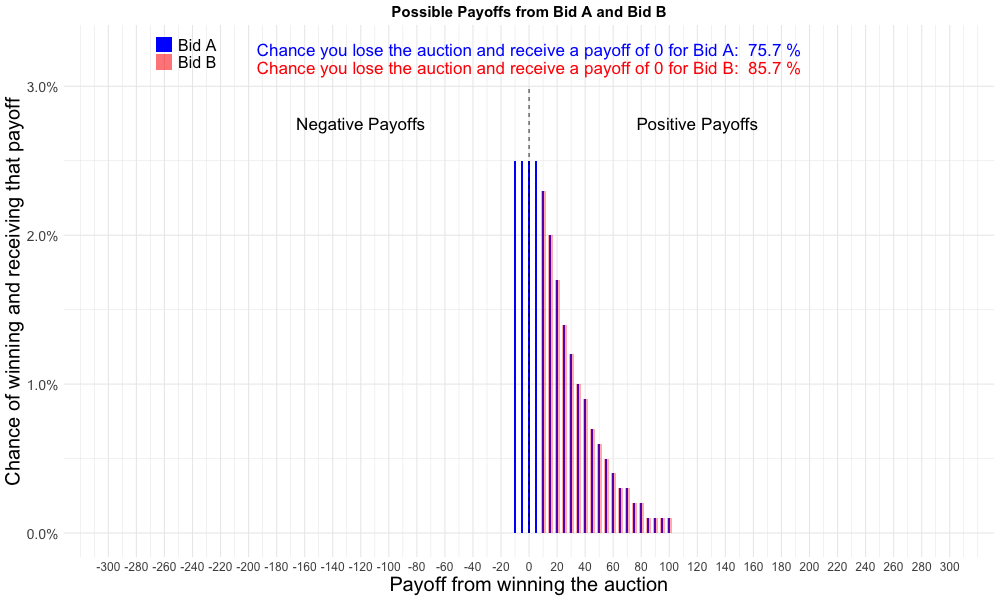 Possible Payoffs from Bid A and Bid B
Bid A
Bid B
Chance you lose the auction and receive a payoff of 0 for Bid A: 75.7 %
Chance you lose the auction and receive a payoff of 0 for Bid B: 85.7 %
Negative Payoffs
Positive Payoffs
Chance of winning and receiving that payoff
3.0%
2.0%
1.0%
0.0%
-300 -280 -260 -240 -220 -200 -180 -160 -140 -120 -100 -80 -60 -40 -20 0 20 40 60 80 100 120 140 160 180 200 220 240 260 280 300
Payoff from winning the auction